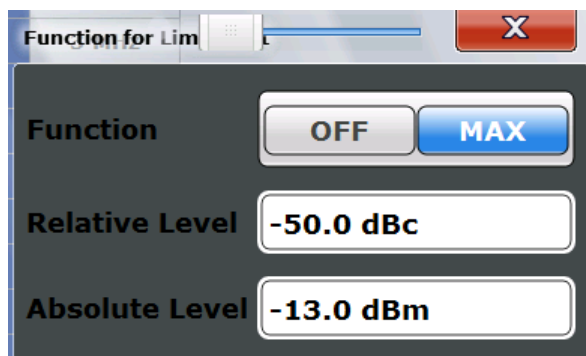 Function for Lim
X
Function
OFF
MAX
Relative Level
-50.0 dBc
Absolute Level
-13.0 dBm